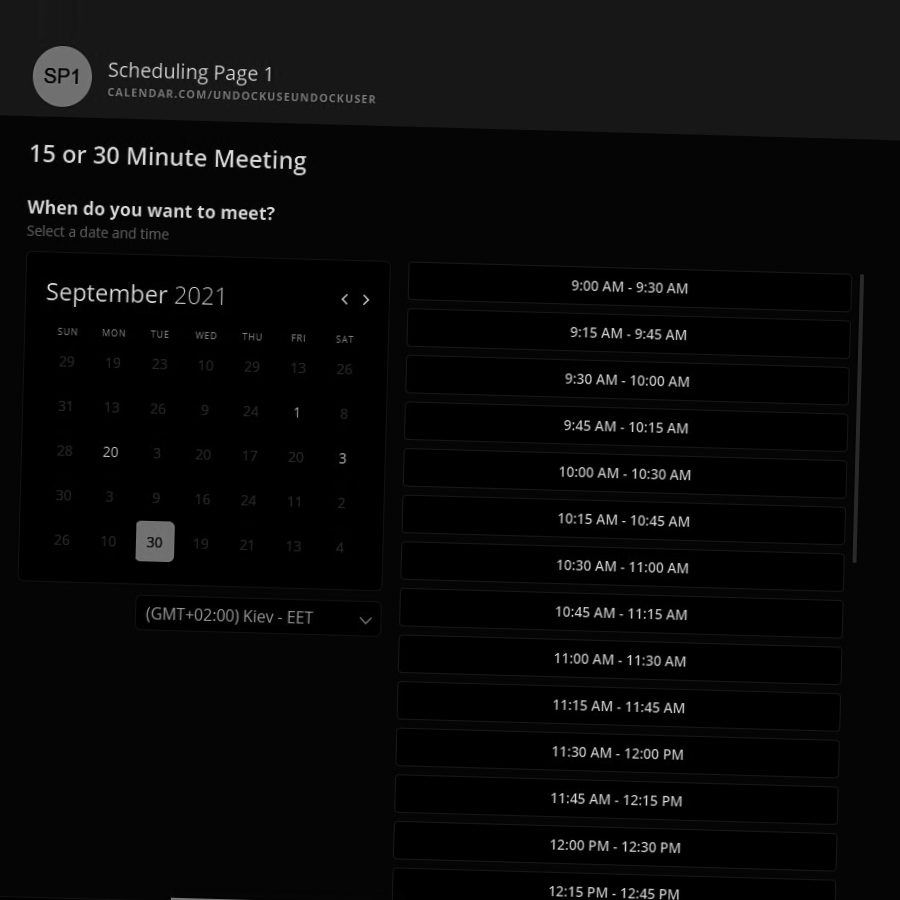 SP1
Scheduling Page 1
CALENDAR.COM/UNDOCKUSEUNDOCKUSER
15 or 30 Minute Meeting
When do you want to meet?
Select a date and time
September 2021
SUN MON TUE WED THU FRI SAT
29 19 23 10 29 13 26
31 13 26 9 24 1 8
28 20 3 20 17 20 3
30 3 9 16 24 11 2
26 10 30 19 21 13 4
(GMT+02:00) Kiev - EET
9:00 AM - 9:30 AM
9:15 AM - 9:45 AM
9:30 AM - 10:00 AM
9:45 AM - 10:15 AM
10:00 AM - 10:30 AM
10:15 AM - 10:45 AM
10:30 AM - 11:00 AM
10:45 AM - 11:15 AM
11:00 AM - 11:30 AM
11:15 AM - 11:45 AM
11:30 AM - 12:00 PM
11:45 AM - 12:15 PM
12:00 PM - 12:30 PM
12:15 PM - 12:45 PM